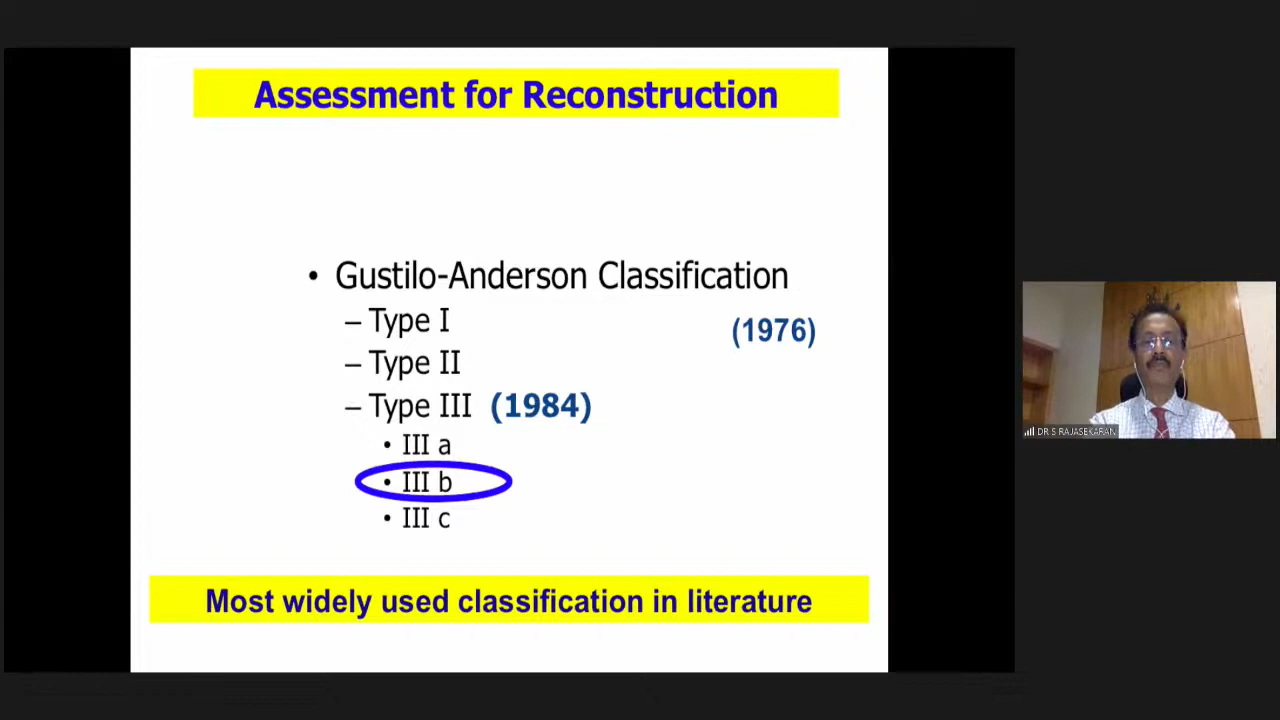 Assessment for Reconstruction
• Gustilo-Anderson Classification
– Type I
(1976)
– Type II
– Type III (1984)
• III a
• III b
• III c
Most widely used classification in literature
DR S RAJASEKARAN